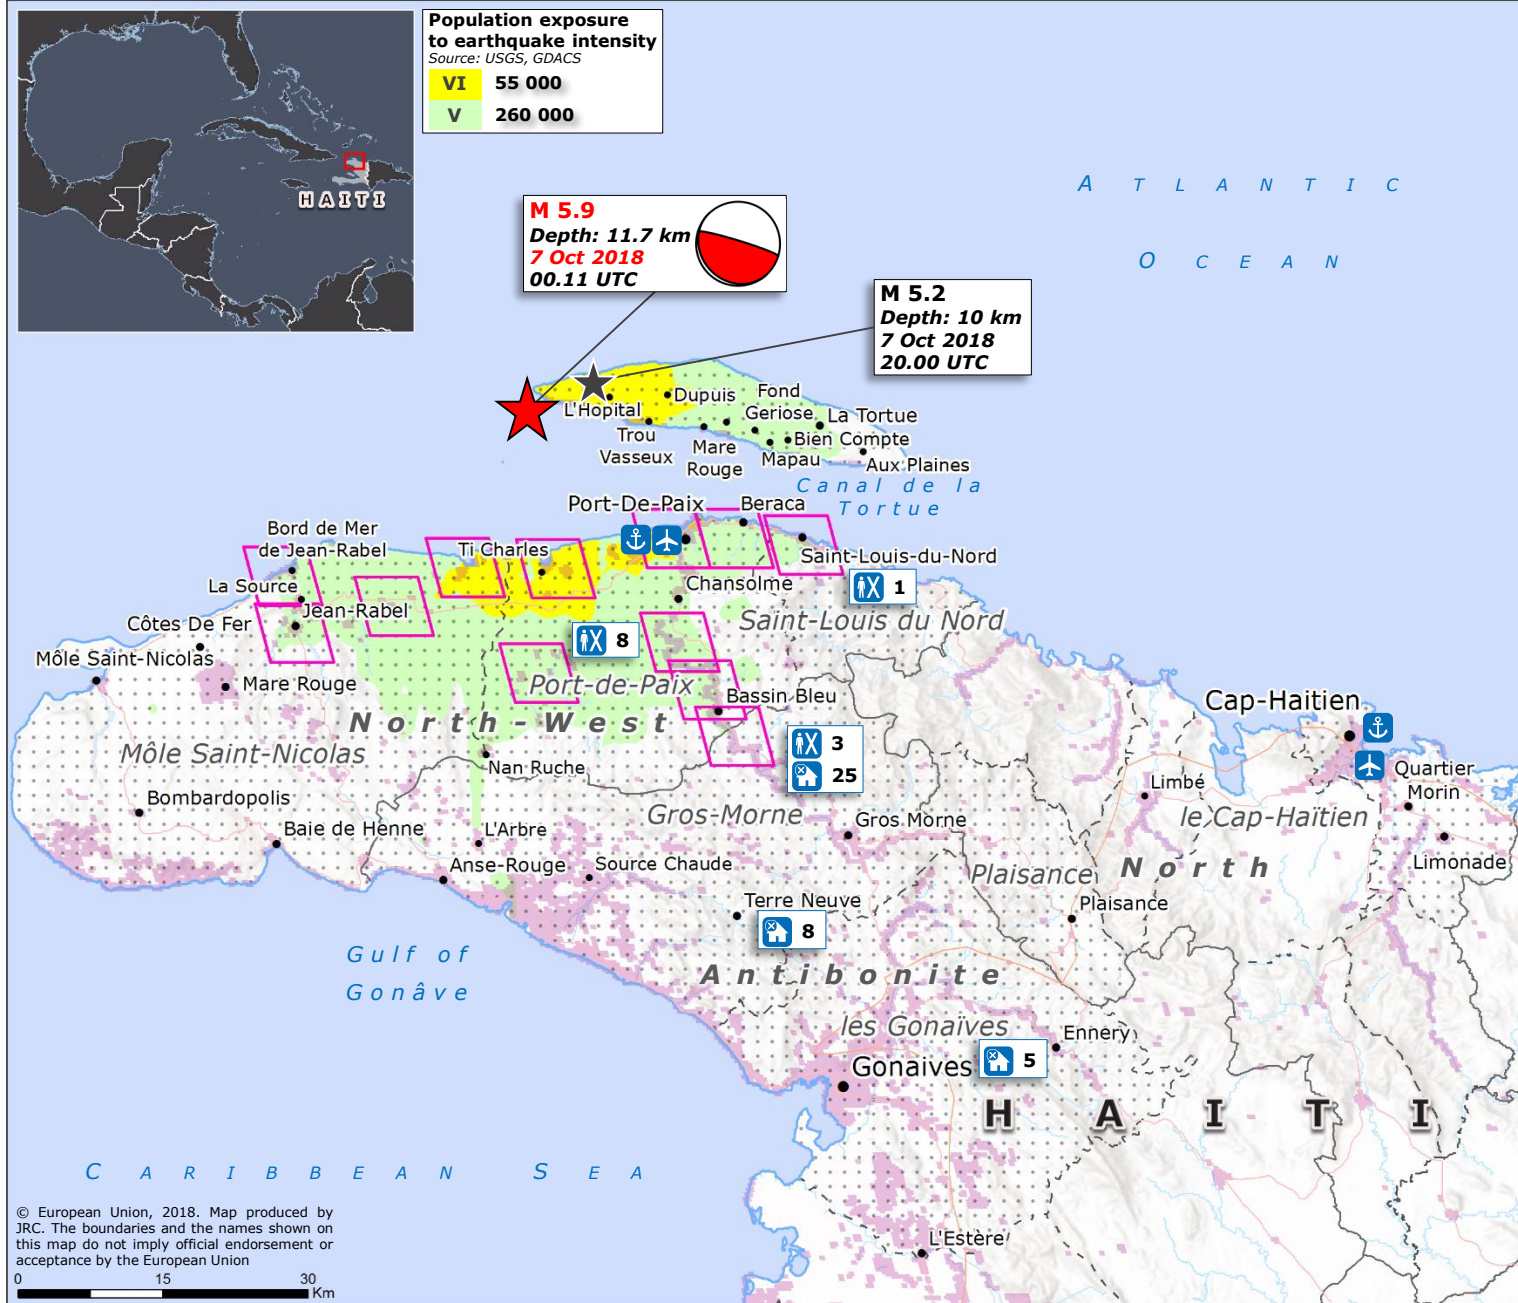 Population exposure
to earthquake intensity
Source: USGS, GDACS
VI 55 000
V 260 000
HAITI
A T L A N T I C
O C E A N
M 5.9
Depth: 11.7 km
7 Oct 2018
00.11 UTC
M 5.2
Depth: 10 km
7 Oct 2018
20.00 UTC
L'Hopital
Dupuis
Fond
Geriose
La Tortue
Trou
Vasseux
Mare
Rouge
Bien Compte
Mapau
Aux Plaines
Canal de la
Tortue
Port-De-Paix
Beraca
Bord de Mer
de Jean-Rabel
Ti Charles
Saint-Louis-du-Nord
La Source
Chansolme
1
Jean-Rabel
Côtes De Fer
Saint-Louis du Nord
8
Môle Saint-Nicolas
Mare Rouge
Port-de-Paix
Bassin Bleu
Cap-Haitien
North-West
Môle Saint-Nicolas
3
25
Nan Ruche
Quartier
Morin
Limbé
Bombardopolis
Gros-Morne
Gros Morne
le Cap-Haïtien
Baie de Henne
L'Arbre
Anse-Rouge
Source Chaude
Limonade
Plaisance
North
Terre Neuve
Plaisance
8
Gulf of
Gonâve
Antibonite
les Gonaïves
Ennery
Gonaives
5
H A I T I
C A R I B B E A N S E A
L'Estère
© European Union, 2018. Map produced by
JRC. The boundaries and the names shown on
this map do not imply official endorsement or
acceptance by the European Union
0 15 30
Km